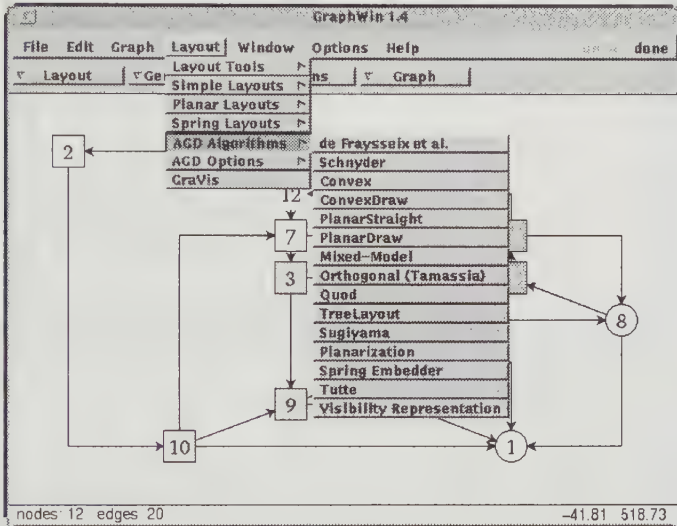 GraphWin 1.4
File Edit Graph Layout Window Options Help done
Layout Ge ns Graph
Layout Tools
Simple Layouts
Planar Layouts
Spring Layouts
AGD Algorithms
AGD Options
GraVis
de Fraysseix et al.
Schnyder
Convex
ConvexDraw
PlanarStraight
PlanarDraw
Mixed-Model
Orthogonal (Tamassia)
Quod
TreeLayout
Sugiyama
Planarization
Spring Embedder
Tutte
Visibility Representation
2
12
7
3
8
9
10
1
nodes: 12 edges 20 -41.81 518.73